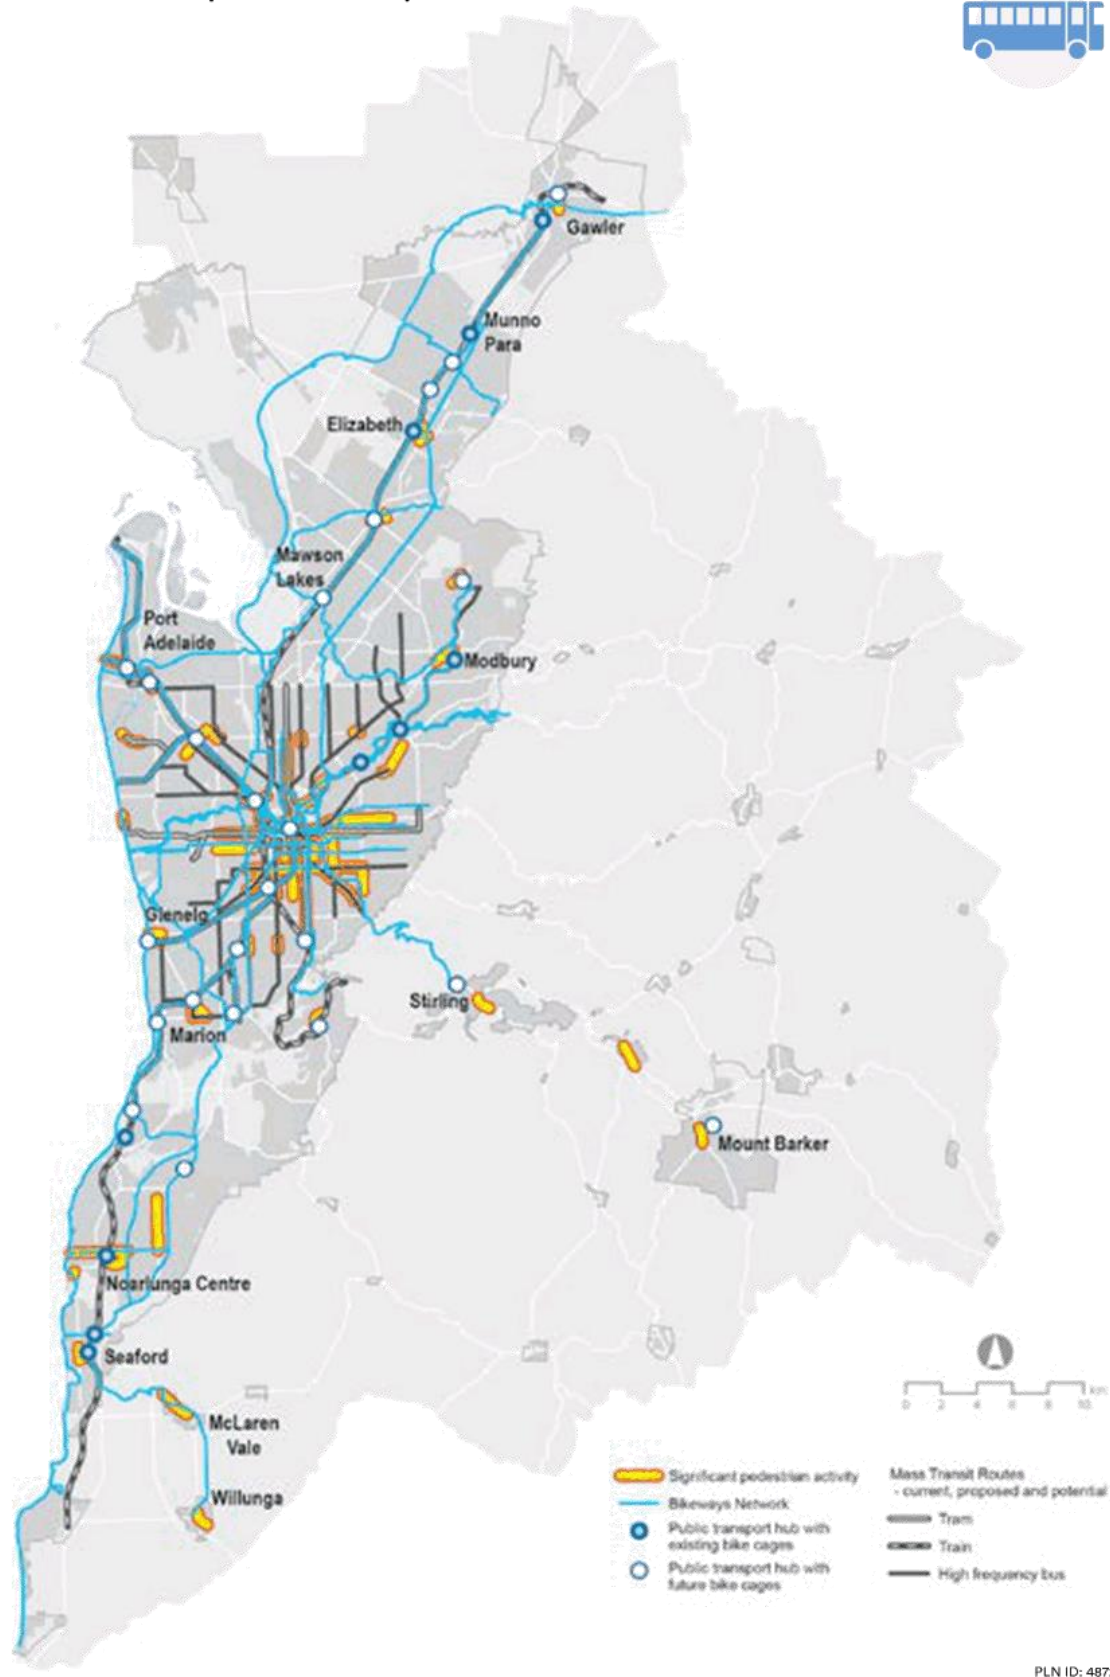 Gawler
Munno
Para
Elizabeth
Mawson
Lakes
Port
Adelaide
Modbury
Glenelg
Stirling
Marion
Mount Barker
Noarlunga Centre
Seaford
McLaren
Vale
Willunga
km
0 2 4 6 8 10
Significant pedestrian activity
Bikeways Network
Public transport hub with
existing bike cages
Public transport hub with
future bike cages
Mass Transit Routes
- current, proposed and potential
Tram
Train
High frequency bus
PLN ID: 487